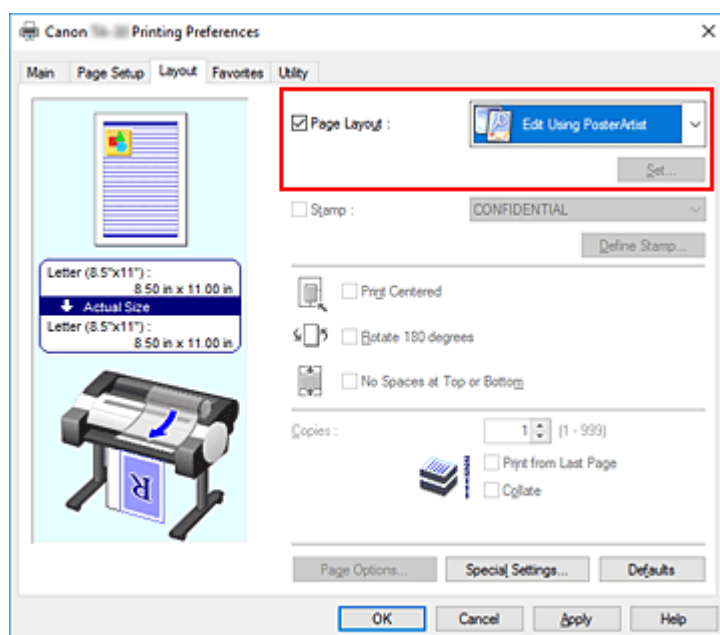 Canon Printing Preferences
Main Page Setup Layout Favorites Utility
Page Layout :
Edit Using PosterArtist
Set...
Stamp :
CONFIDENTIAL
Define Stamp...
Letter (8.5"x11") :
8.50 in x 11.00 in
Actual Size
Letter (8.5"x11") :
8.50 in x 11.00 in
Print Centered
Rotate 180 degrees
No Spaces at Top or Bottom
Copies :
1 (1 - 999)
Print from Last Page
Collate
R
Page Options... Special Settings... Defaults
OK Cancel Apply Help